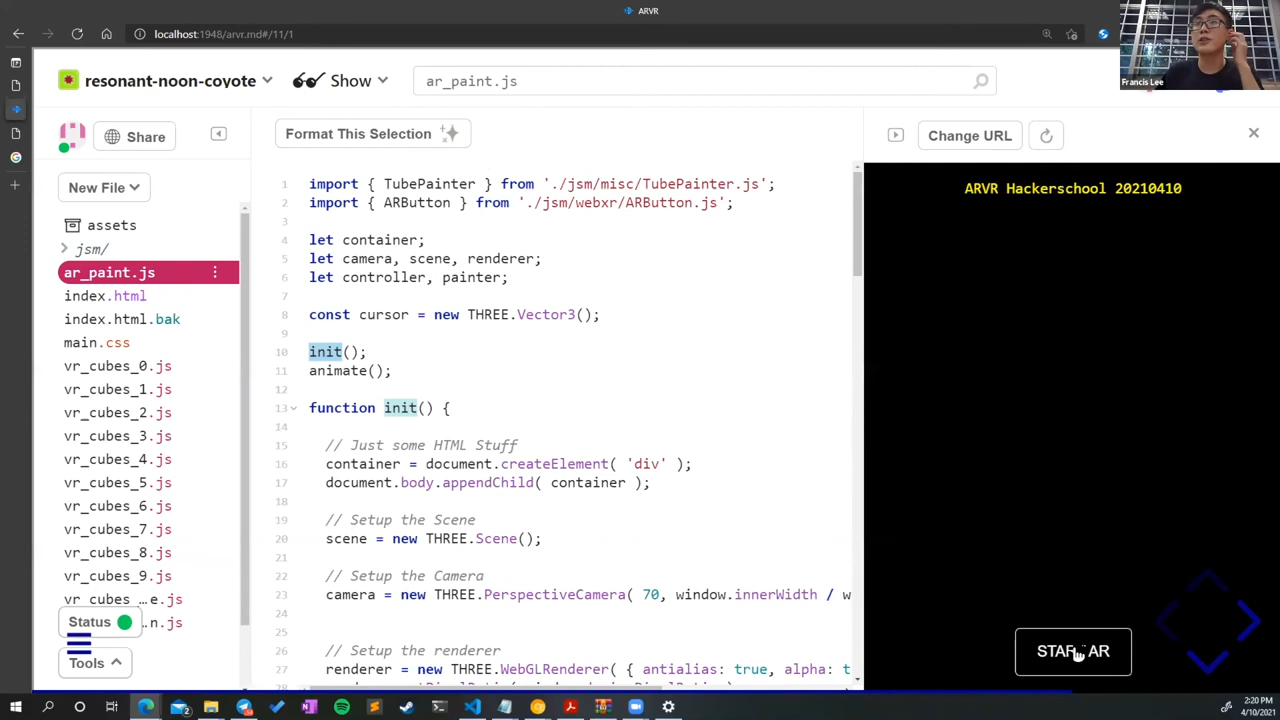 ARVR
localhost:1948/arvr.md#/11/1
Francis Lee
resonant-noon-coyote
Show
ar_paint.js
Share
Format This Selection
Change URL
New File
assets
jsm/
ar_paint.js
index.html
index.html.bak
main.css
vr_cubes_0.js
vr_cubes_1.js
vr_cubes_2.js
vr_cubes_3.js
vr_cubes_4.js
vr_cubes_5.js
vr_cubes_6.js
vr_cubes_7.js
vr_cubes_8.js
vr_cubes_9.js
vr_cubes_…e.js
n.js
Status
Tools
1 import { TubePainter } from './jsm/misc/TubePainter.js';
2 import { ARButton } from './jsm/webxr/ARButton.js';
3
4 let container;
5 let camera, scene, renderer;
6 let controller, painter;
7
8 const cursor = new THREE.Vector3();
9
10 init();
11 animate();
12
13 function init() {
14
15 // Just some HTML Stuff
16 container = document.createElement( 'div' );
17 document.body.appendChild( container );
18
19 // Setup the Scene
20 scene = new THREE.Scene();
21
22 // Setup the Camera
23 camera = new THREE.PerspectiveCamera( 70, window.innerWidth / w
24
25
26 // Setup the renderer
27 renderer = new THREE.WebGLRenderer( { antialias: true, alpha: t
28
ARVR Hackerschool 20210410
START AR
2:20 PM
4/10/2021